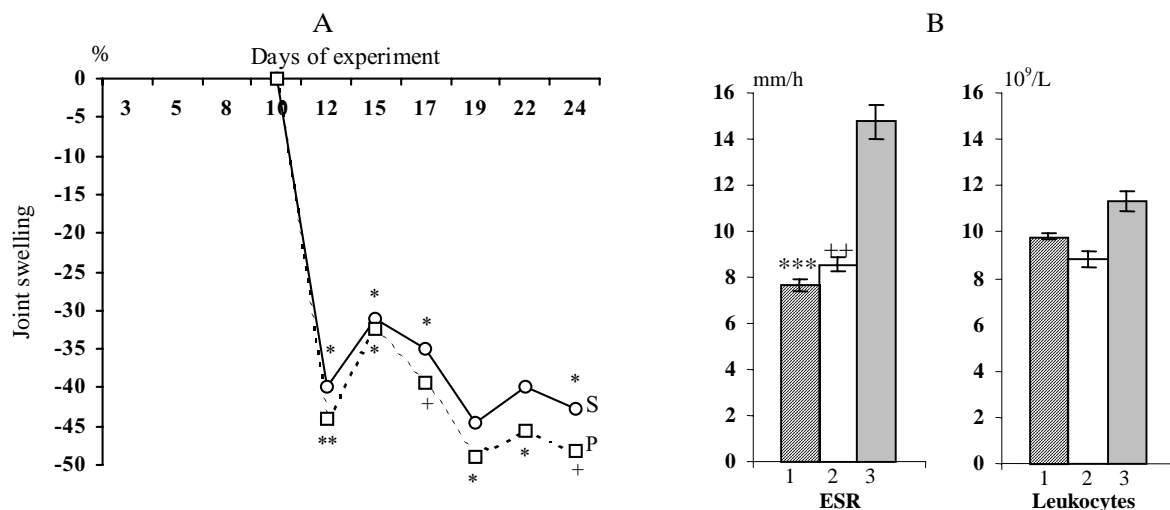 A
% Days of experiment
0
3 5 8 10 12 15 17 19 22 24
-5
-10
-15
-20
-25
-30
-35
-40
-45
-50
Joint swelling
* * * *
** * + * * +
S
P
B
mm/h
16
14
12
10
8
6
4
2
0
*** ++
1 2 3
ESR
10⁹/L
16
14
12
10
8
6
4
2
0
1 2 3
Leukocytes